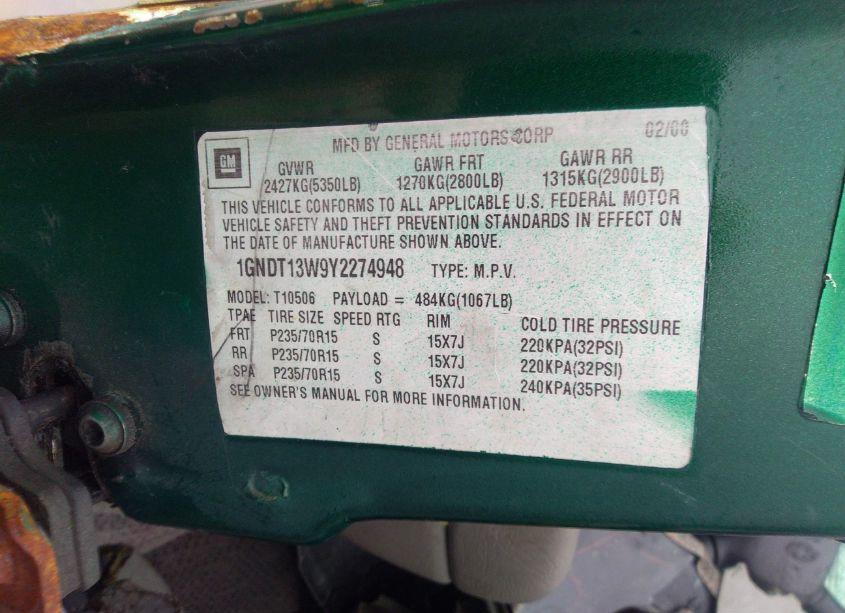 MFD BY GENERAL MOTORS CORP 02/00
GM
GVWR GAWR FRT GAWR RR
2427KG(5350LB) 1270KG(2800LB) 1315KG(2900LB)
THIS VEHICLE CONFORMS TO ALL APPLICABLE U.S. FEDERAL MOTOR
VEHICLE SAFETY AND THEFT PREVENTION STANDARDS IN EFFECT ON
THE DATE OF MANUFACTURE SHOWN ABOVE.
1GNDT13W9Y2274948 TYPE: M.P.V.
MODEL: T10506 PAYLOAD = 484KG(1067LB)
TPAE TIRE SIZE SPEED RTG RIM COLD TIRE PRESSURE
FRT P235/70R15 S 15X7J 220KPA(32PSI)
RR P235/70R15 S 15X7J 220KPA(32PSI)
SPA P235/70R15 S 15X7J 240KPA(35PSI)
SEE OWNER'S MANUAL FOR MORE INFORMATION.